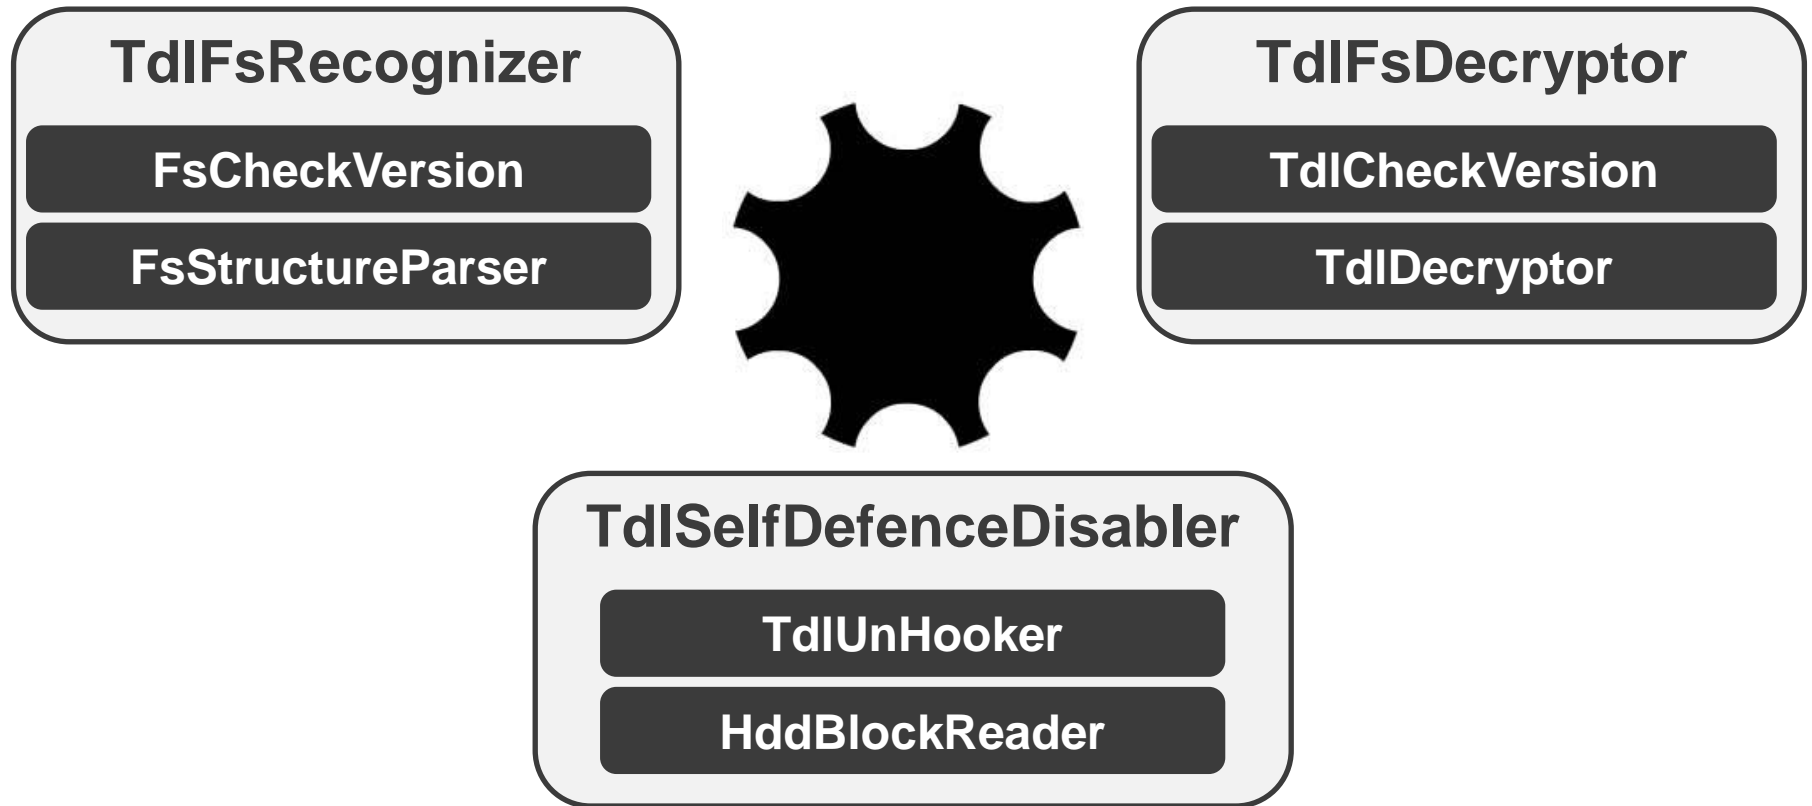 TdlFsRecognizer
FsCheckVersion
FsStructureParser
TdlFsDecryptor
TdlCheckVersion
TdlDecryptor
TdlSelfDefenceDisabler
TdlUnHooker
HddBlockReader